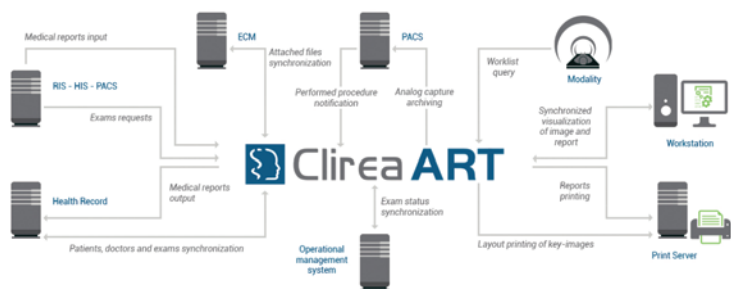 Medical reports input
ECM
PACS
Attached files
synchronization
Worklist
query
Modality
RIS - HIS - PACS
Performed procedure
notification
Analog capture
archiving
Exams requests
Synchronized
visualization
of image and
report
Workstation
Clirea ART
Health Record
Medical reports
output
Exam status
synchronization
Reports
printing
Patients, doctors and exams synchronization
Operational
management
system
Layout printing of key-images
Print Server